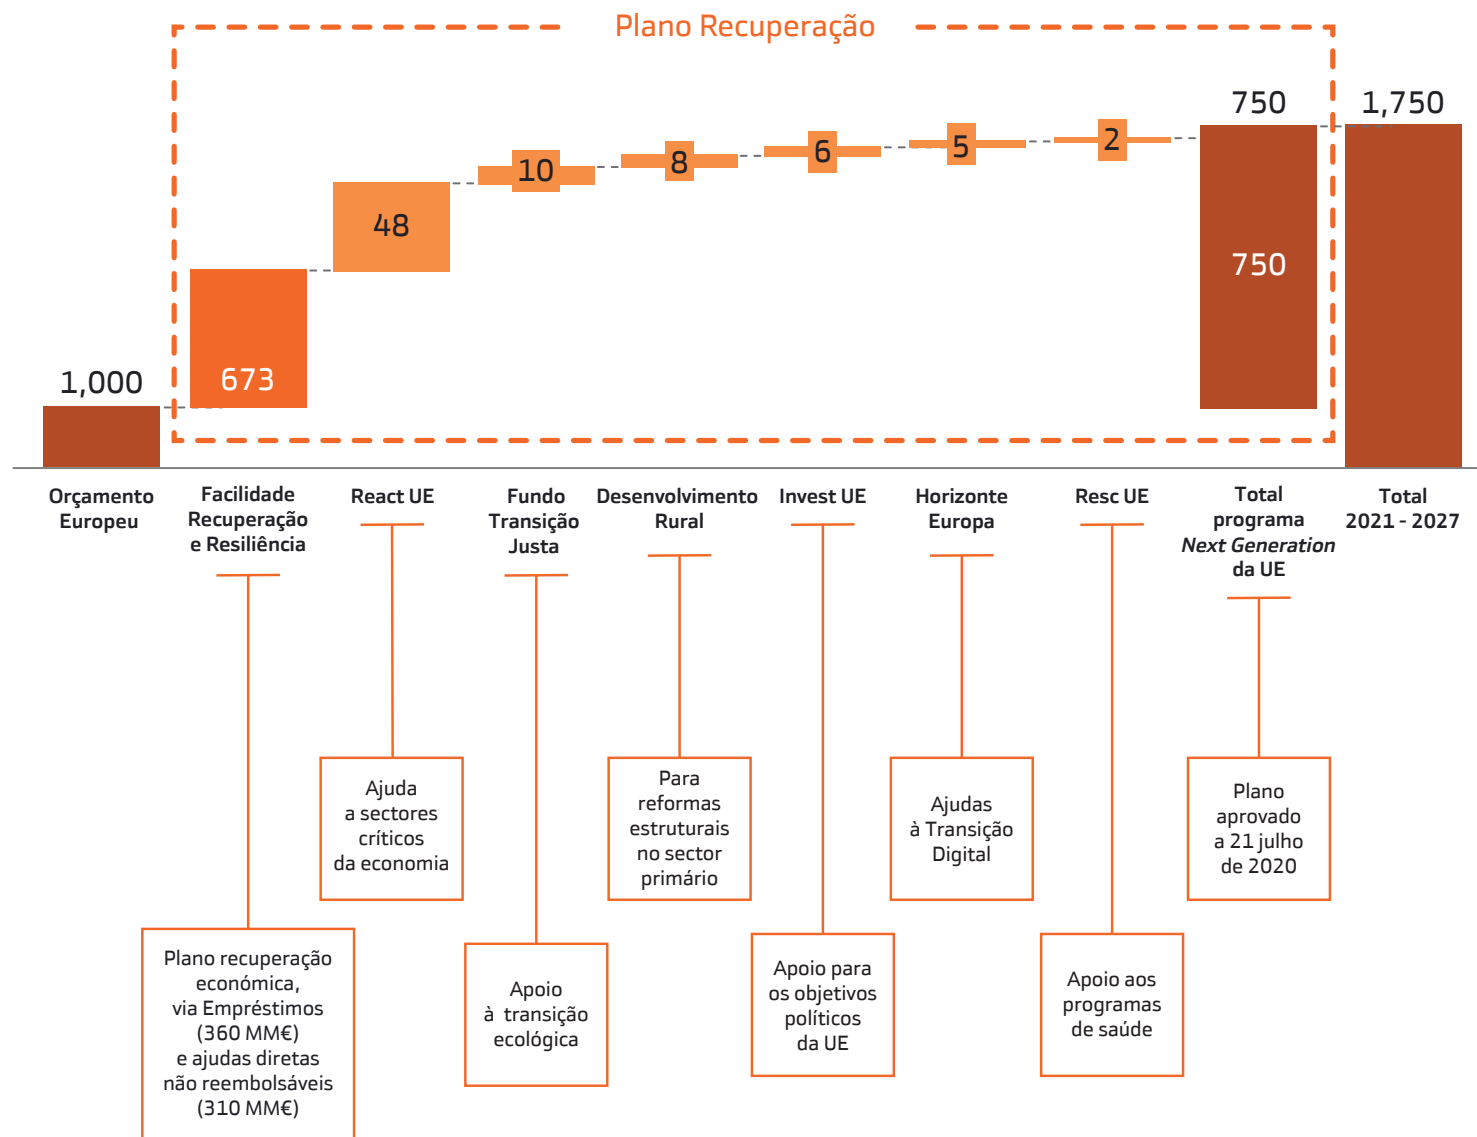 Plano Recuperação
1,000
673
48
10
8
6
5
2
750
750
1,750
Orçamento
Europeu
Facilidade
Recuperação
e Resiliência
React UE
Fundo
Transição
Justa
Desenvolvimento
Rural
Invest UE
Horizonte
Europa
Resc UE
Total
programa
Next Generation
da UE
Total
2021 - 2027
Plano recuperação
económica,
via Empréstimos
(360 MM€)
e ajudas diretas
não reembolsáveis
(310 MM€)
Ajuda
a sectores
críticos
da economia
Apoio
à transição
ecológica
Para
reformas
estruturais
no sector
primário
Apoio para
os objetivos
políticos
da UE
Ajudas
à Transição
Digital
Apoio aos
programas
de saúde
Plano
aprovado
a 21 julho
de 2020